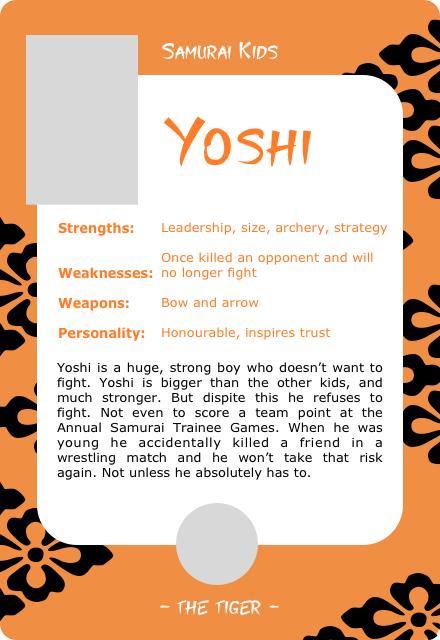 Samurai Kids
Yoshi
Strengths: Leadership, size, archery, strategy
Once killed an opponent and will
Weaknesses: no longer fight
Weapons: Bow and arrow
Personality: Honourable, inspires trust
Yoshi is a huge, strong boy who doesn’t want to
fight. Yoshi is bigger than the other kids, and
much stronger. But dispite this he refuses to
fight. Not even to score a team point at the
Annual Samurai Trainee Games. When he was
young he accidentally killed a friend in a
wrestling match and he won’t take that risk
again. Not unless he absolutely has to.
– The Tiger –